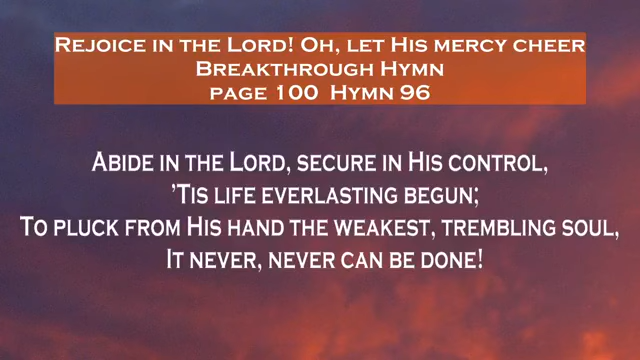 Rejoice in the Lord! Oh, let His mercy cheer
Breakthrough Hymn
page 100 Hymn 96
Abide in the Lord, secure in His control,
’Tis life everlasting begun;
To pluck from His hand the weakest, trembling soul,
It never, never can be done!